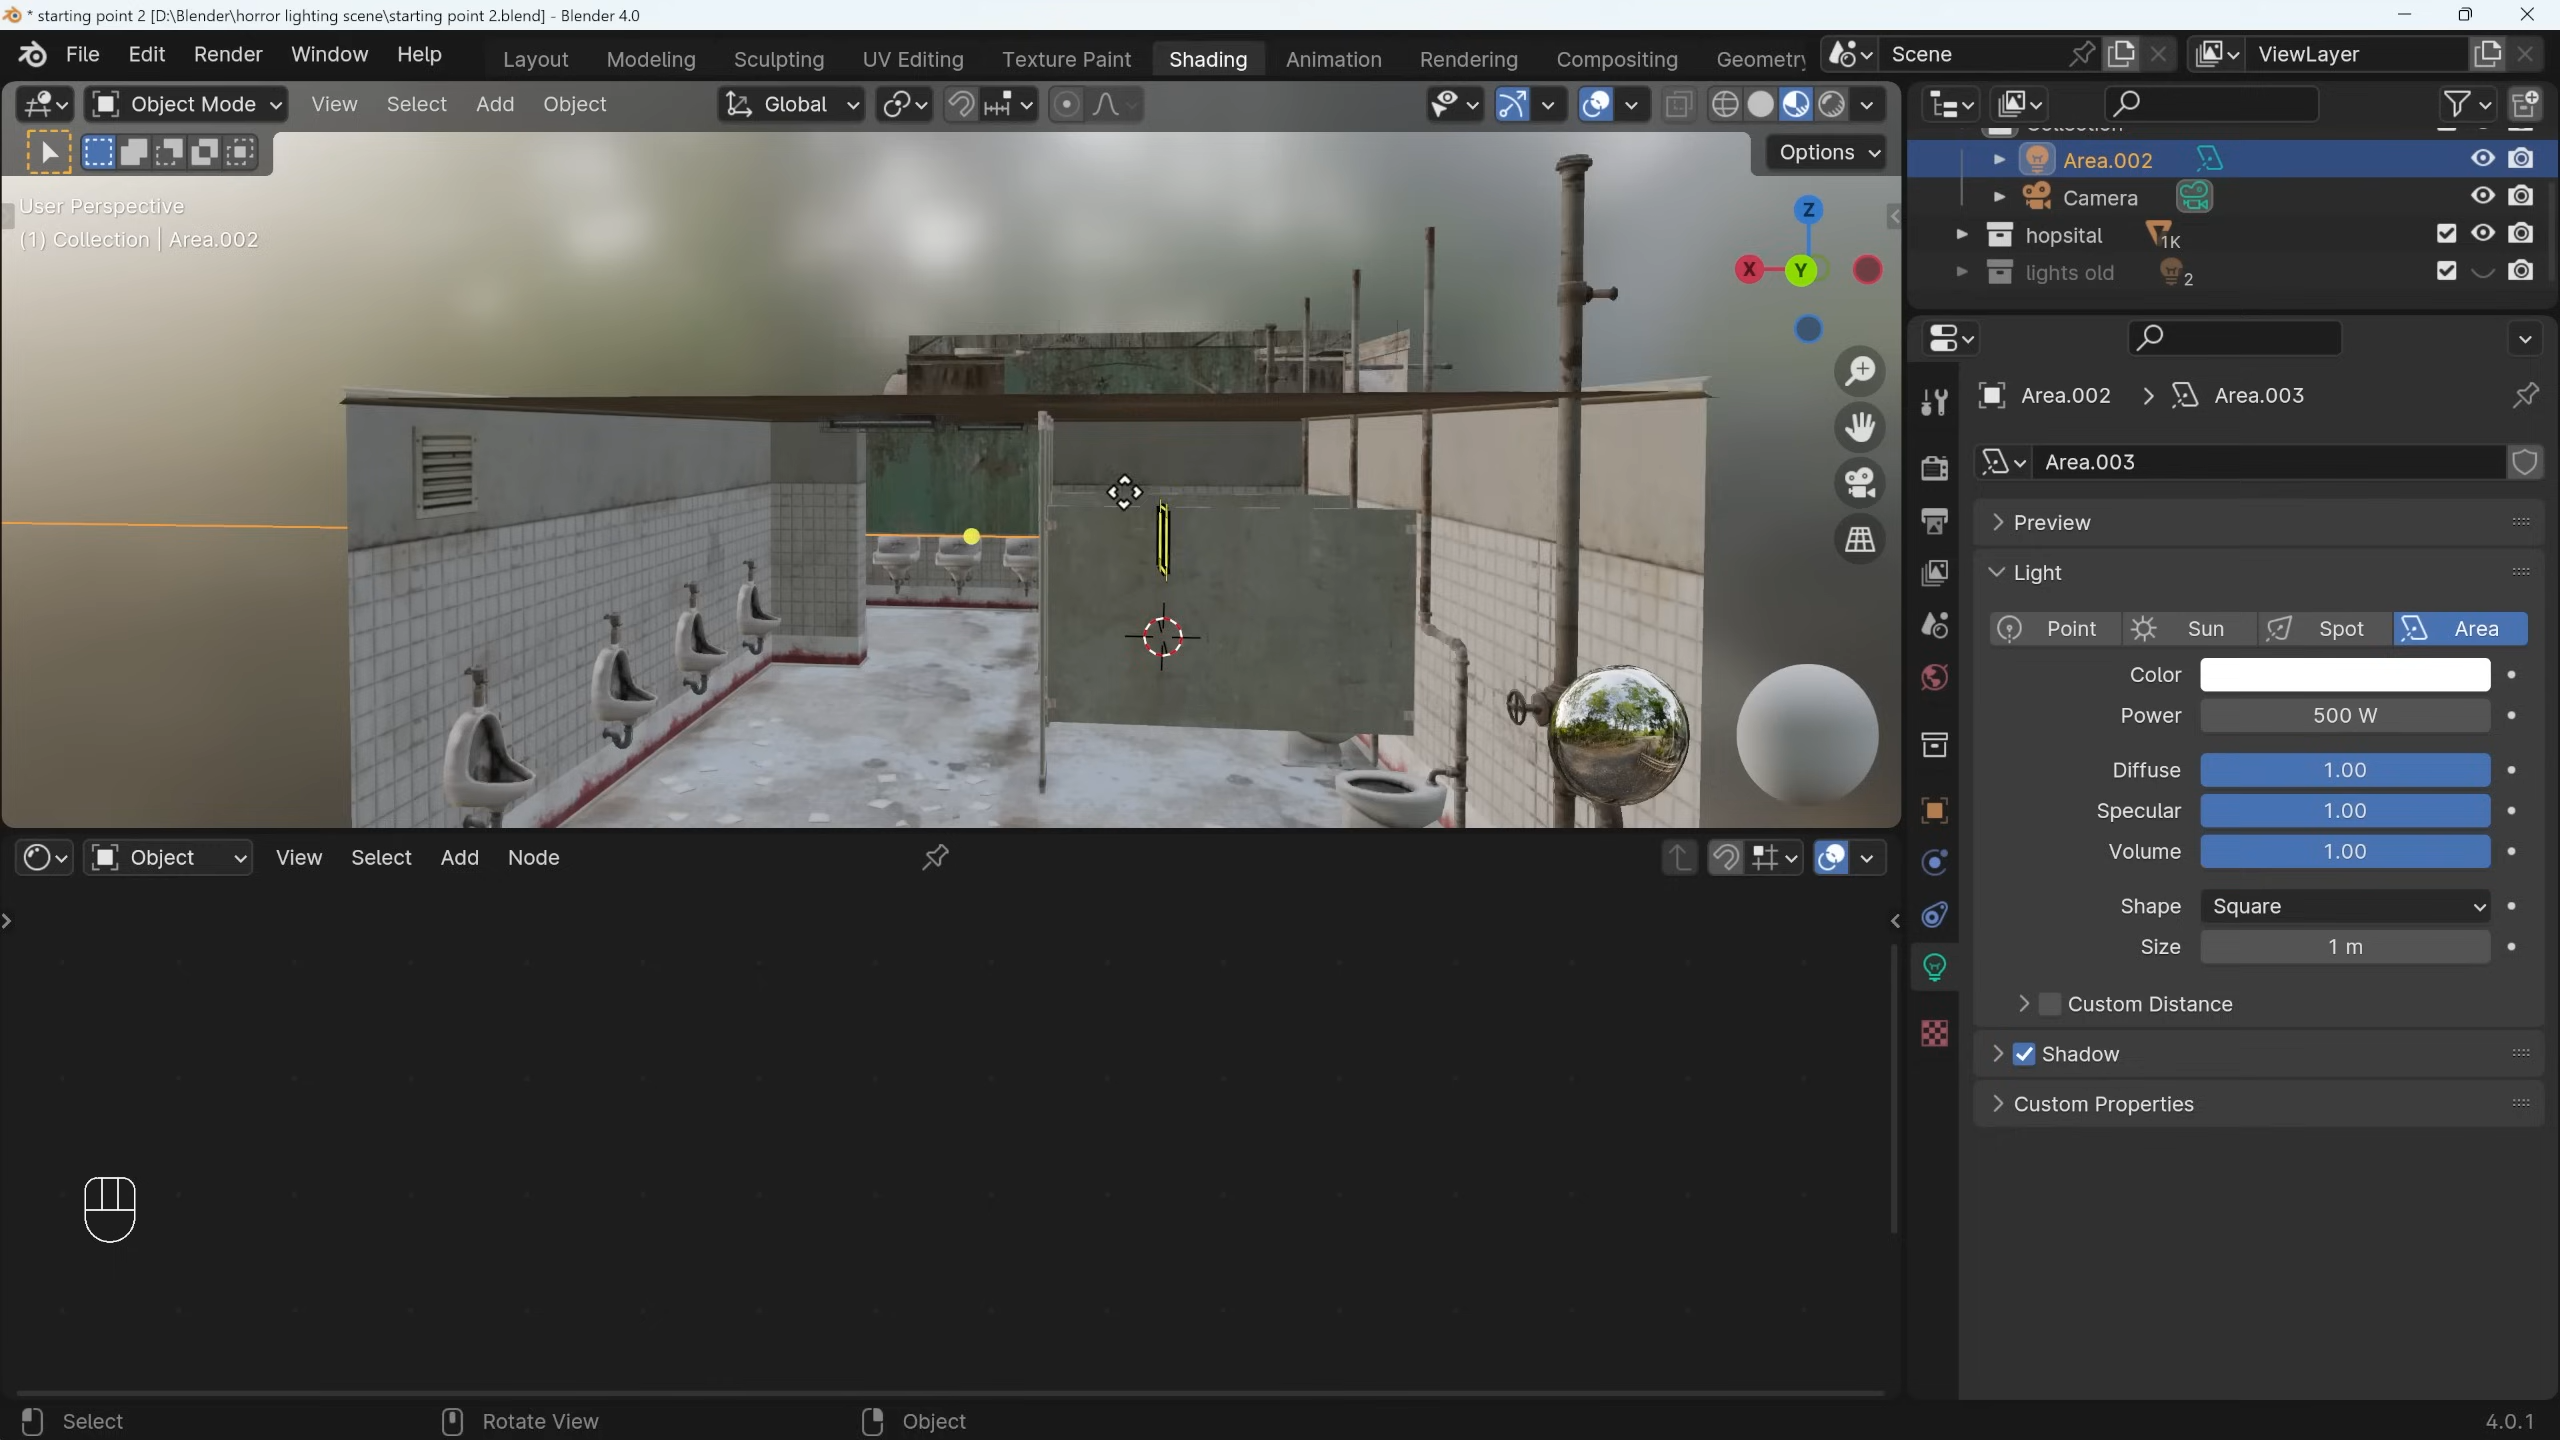 * starting point 2 [D:\Blender\horror lighting scene\starting point 2.blend] - Blender 4.0
File Edit Render Window Help
Layout Modeling Sculpting UV Editing Texture Paint Shading Animation Rendering Compositing Geometry
Scene
ViewLayer
Object Mode View Select Add Object
Global
Options
User Perspective
(1) Collection | Area.002
Z
X
Y
Collection
Area.002
Camera
hopsital 1K
lights old 2
Area.002 Area.003
Area.003
Preview
Light
Point Sun Spot Area
Color
Power 500 W
Diffuse 1.00
Specular 1.00
Volume 1.00
Shape Square
Size 1 m
Custom Distance
Shadow
Custom Properties
Object View Select Add Node
Select Rotate View Object
4.0.1